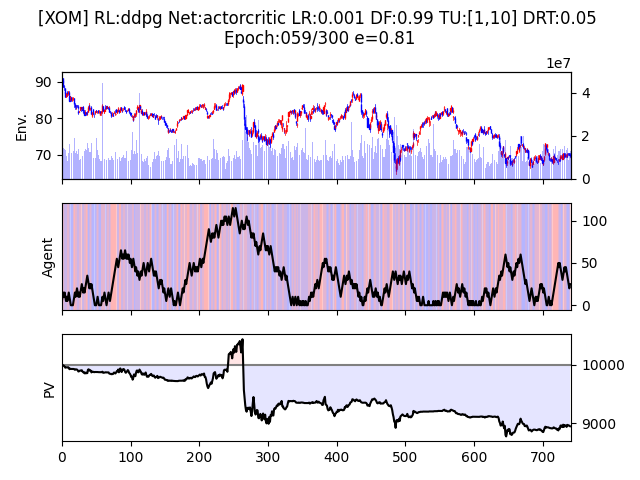 [XOM] RL:ddpg Net:actorcritic LR:0.001 DF:0.99 TU:[1,10] DRT:0.05
Epoch:059/300 e=0.81
1e7
90
80
70
Env.
4
2
0
Agent
100
50
0
PV
10000
9000
0 100 200 300 400 500 600 700